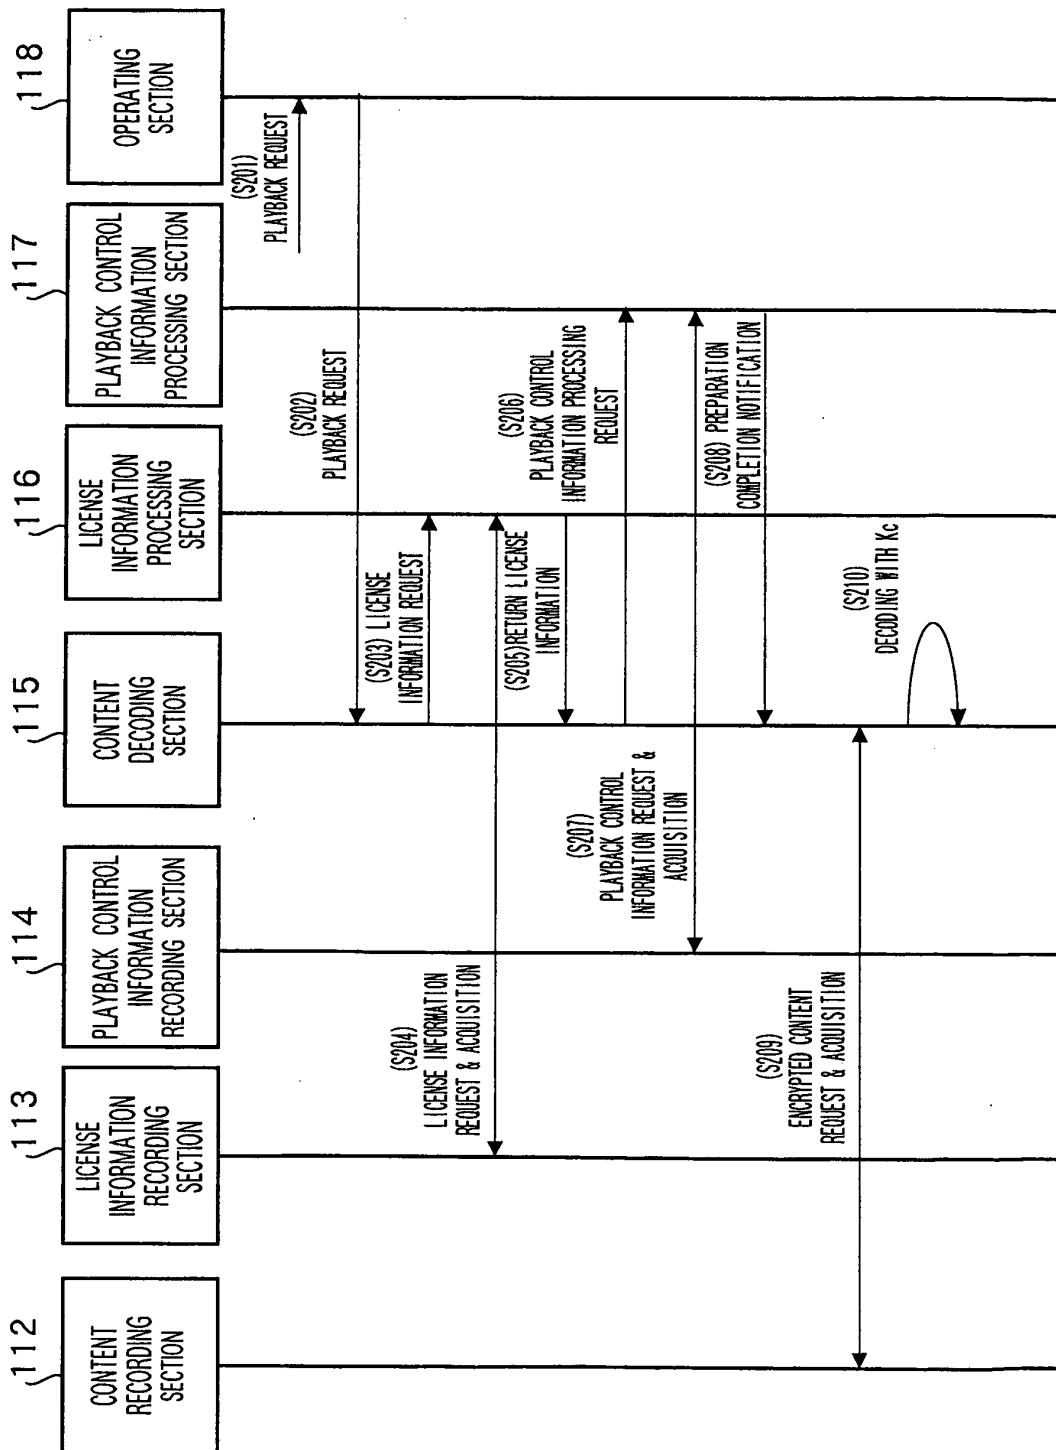 112
CONTENT
RECORDING
SECTION
113
LICENSE
INFORMATION
RECORDING
SECTION
114
PLAYBACK CONTROL
INFORMATION
RECORDING SECTION
115
CONTENT
DECODING
SECTION
116
LICENSE
INFORMATION
PROCESSING
SECTION
117
PLAYBACK CONTROL
INFORMATION
PROCESSING SECTION
118
OPERATING
SECTION
(S201)
PLAYBACK REQUEST
(S202)
PLAYBACK REQUEST
(S203) LICENSE
INFORMATION REQUEST
(S204)
LICENSE INFORMATION
REQUEST & ACQUISITION
(S205)RETURN LICENSE
INFORMATION
(S206)
PLAYBACK CONTROL
INFORMATION PROCESSING
REQUEST
(S207)
PLAYBACK CONTROL
INFORMATION REQUEST &
ACQUISITION
(S208) PREPARATION
COMPLETION NOTIFICATION
(S209)
ENCRYPTED CONTENT
REQUEST & ACQUISITION
(S210)
DECODING WITH Kc